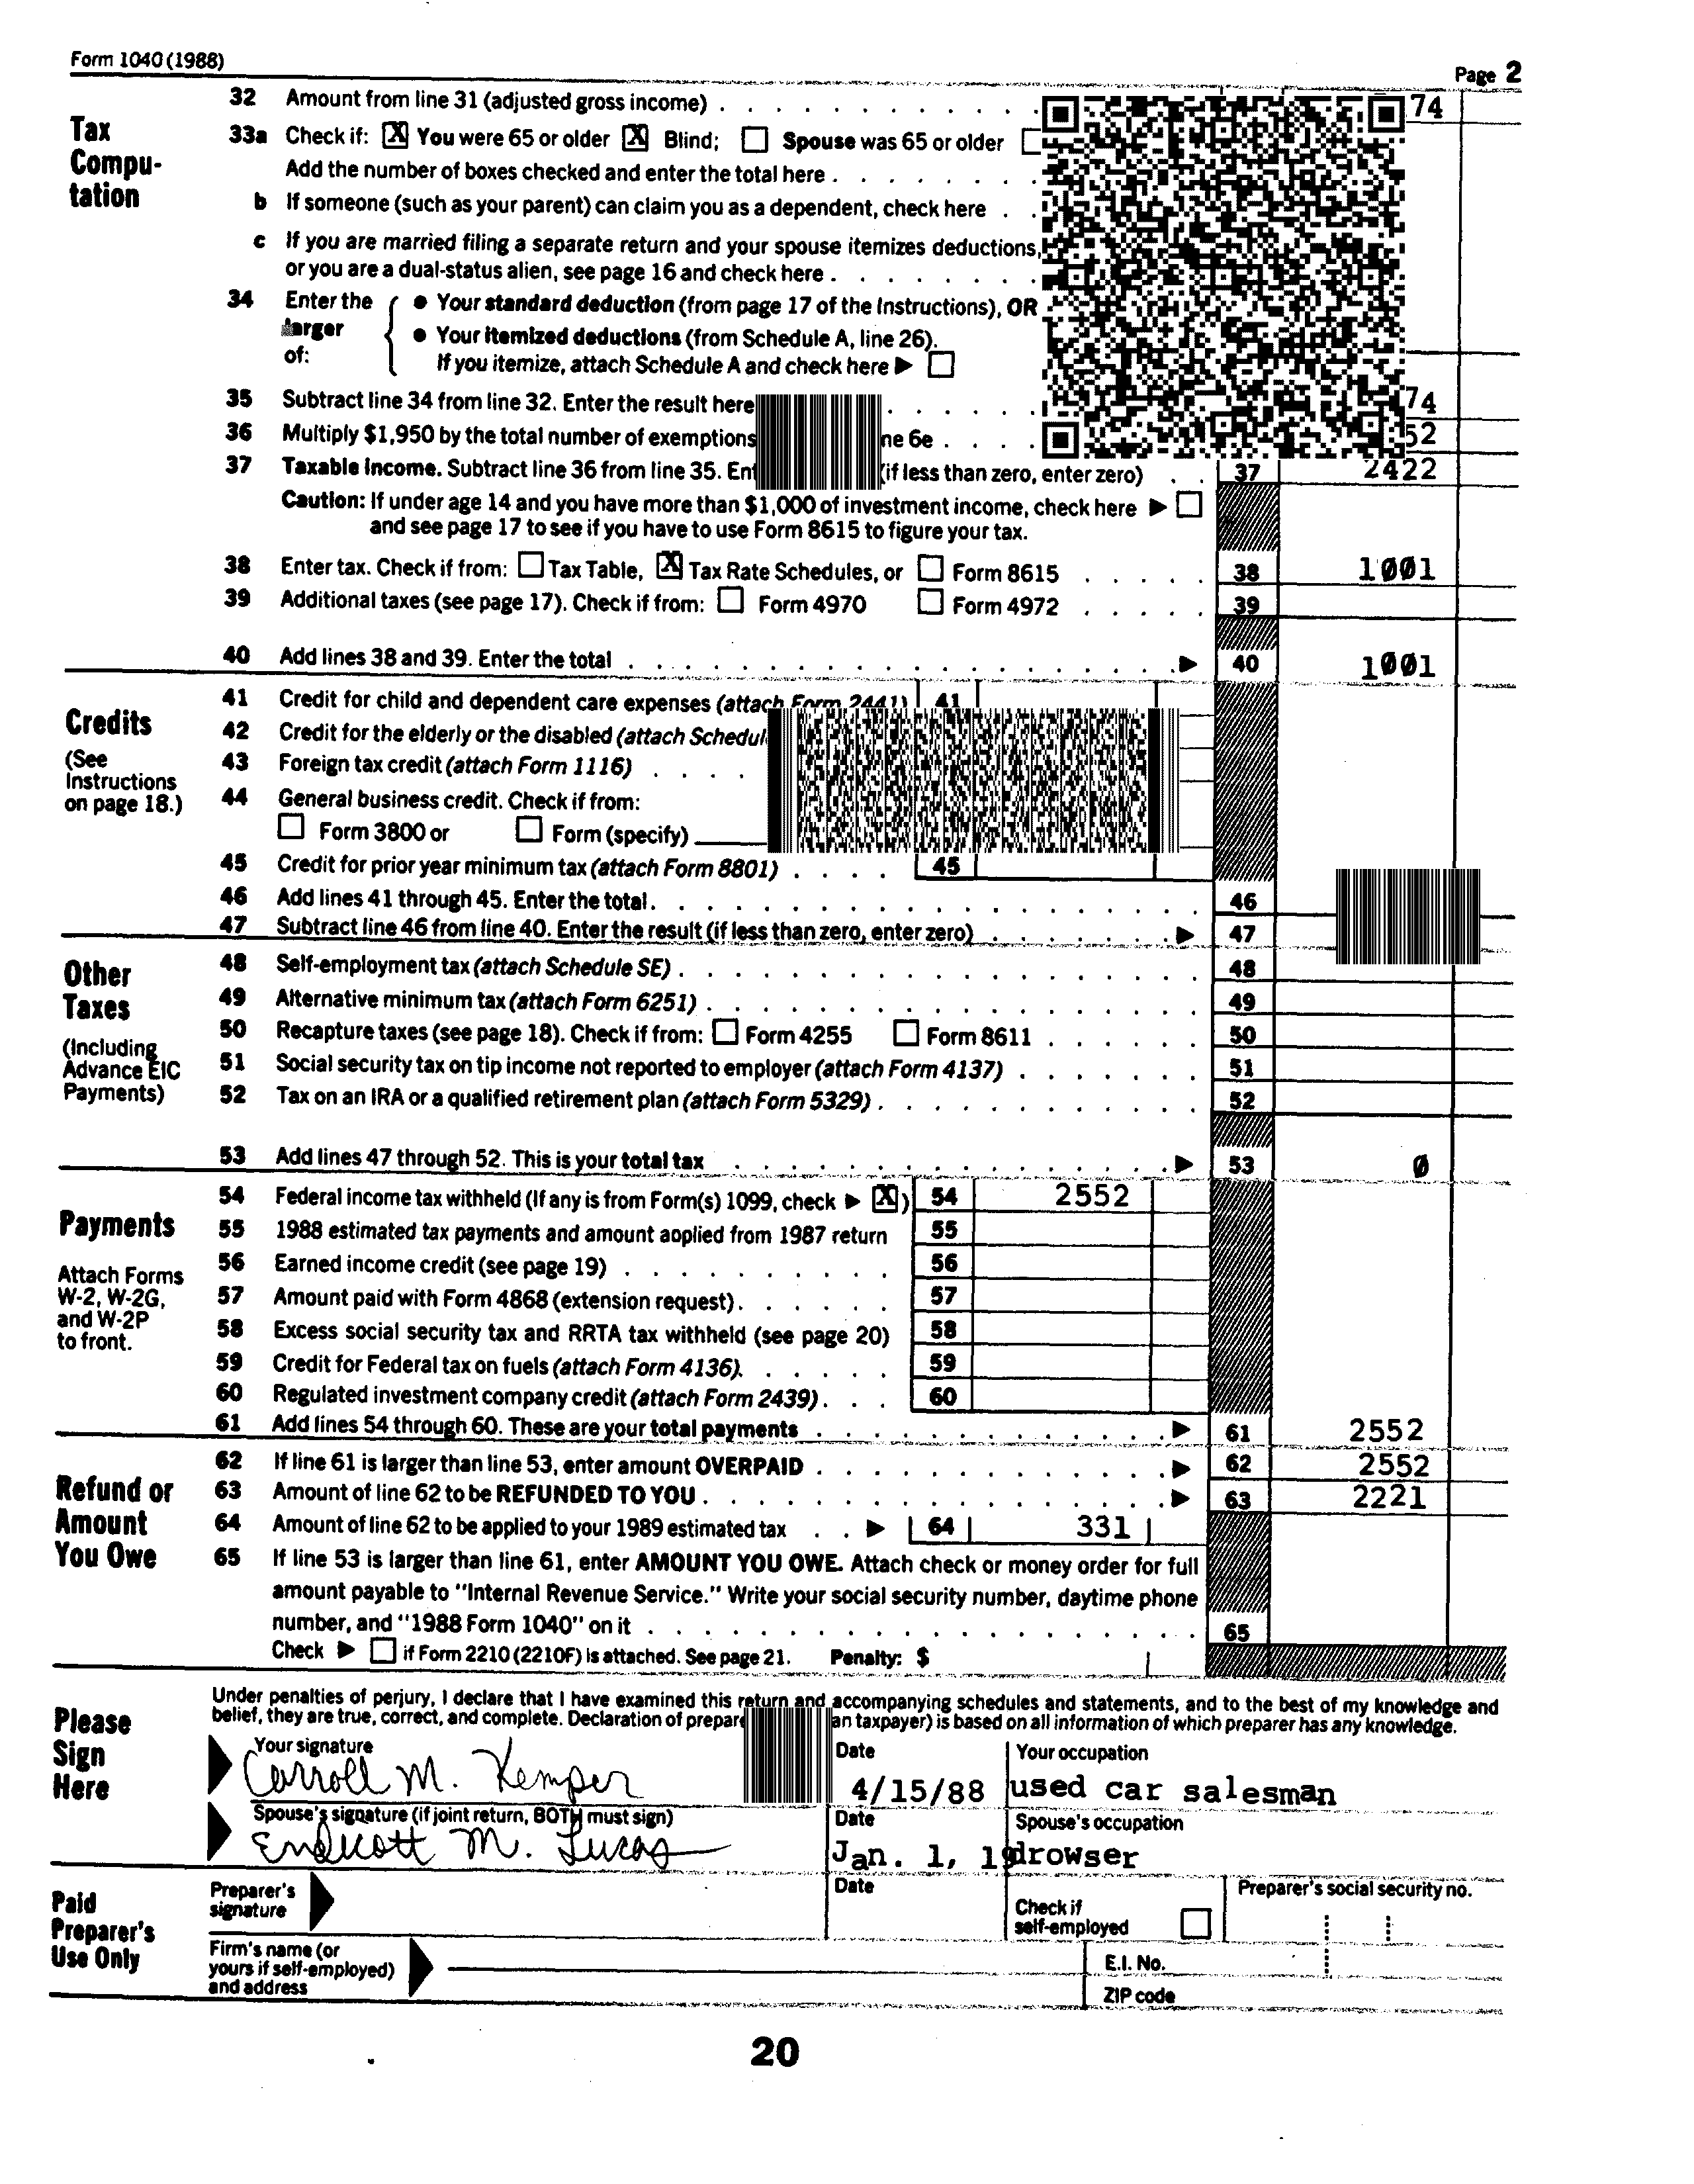 Form 1040 (1988)
Page 2
Tax Compu-tation
32 Amount from line 31 (adjusted gross income) 74
33a Check if: X You were 65 or older X Blind; Spouse was 65 or older
Add the number of boxes checked and enter the total here
b If someone (such as your parent) can claim you as a dependent, check here
c If you are married filing a separate return and your spouse itemizes deductions,
or you are a dual-status alien, see page 16 and check here
34 Enter the larger of:
• Your standard deduction (from page 17 of the Instructions), OR
• Your itemized deductions (from Schedule A, line 26).
If you itemize, attach Schedule A and check here ▶
35 Subtract line 34 from line 32. Enter the result here 74
36 Multiply $1,950 by the total number of exemptions ne 6e 52
37 Taxable income. Subtract line 36 from line 35. (if less than zero, enter zero) 37 2422
Caution: If under age 14 and you have more than $1,000 of investment income, check here ▶
and see page 17 to see if you have to use Form 8615 to figure your tax.
38 Enter tax. Check if from: Tax Table, X Tax Rate Schedules, or Form 8615 38 1001
39 Additional taxes (see page 17). Check if from: Form 4970 Form 4972 39
40 Add lines 38 and 39. Enter the total ▶ 40 1001
Credits
(See Instructions on page 18.)
41 Credit for child and dependent care expenses (attach Form 2441) 41
42 Credit for the elderly or the disabled (attach
43 Foreign tax credit (attach Form 1116)
44 General business credit. Check if from:
Form 3800 or Form (specify)
45 Credit for prior year minimum tax (attach Form 8801) 45
46 Add lines 41 through 45. Enter the total 46
47 Subtract line 46 from line 40. Enter the result (if less than zero, enter zero) ▶ 47
Other Taxes
(Including Advance EIC Payments)
48 Self-employment tax (attach Schedule SE) 48
49 Alternative minimum tax (attach Form 6251) 49
50 Recapture taxes (see page 18). Check if from: Form 4255 Form 8611 50
51 Social security tax on tip income not reported to employer (attach Form 4137) 51
52 Tax on an IRA or a qualified retirement plan (attach Form 5329) 52
53 Add lines 47 through 52. This is your total tax ▶ 53 0
Payments
Attach Forms W-2, W-2G, and W-2P to front.
54 Federal income tax withheld (If any is from Form(s) 1099, check ▶ X ) 54 2552
55 1988 estimated tax payments and amount applied from 1987 return 55
56 Earned income credit (see page 19) 56
57 Amount paid with Form 4868 (extension request) 57
58 Excess social security tax and RRTA tax withheld (see page 20) 58
59 Credit for Federal tax on fuels (attach Form 4136) 59
60 Regulated investment company credit (attach Form 2439) 60
61 Add lines 54 through 60. These are your total payments ▶ 61 2552
Refund or Amount You Owe
62 If line 61 is larger than line 53, enter amount OVERPAID ▶ 62 2552
63 Amount of line 62 to be REFUNDED TO YOU ▶ 63 2221
64 Amount of line 62 to be applied to your 1989 estimated tax ▶ 64 331
65 If line 53 is larger than line 61, enter AMOUNT YOU OWE. Attach check or money order for full
amount payable to "Internal Revenue Service." Write your social security number, daytime phone
number, and "1988 Form 1040" on it 65
Check ▶ if Form 2210 (2210F) is attached. See page 21. Penalty: $
Please Sign Here
Under penalties of perjury, I declare that I have examined this return and accompanying schedules and statements, and to the best of my knowledge and
belief, they are true, correct, and complete. Declaration of an taxpayer) is based on all information of which preparer has any knowledge.
Your signature Date Your occupation
Carroll M. Kemper 4/15/88 used car salesman
Spouse's signature (if joint return, BOTH must sign) Date Spouse's occupation
Endicott M. Lucas Jan. 1, drowser
Paid Preparer's Use Only
Preparer's signature Date Check if self-employed Preparer's social security no.
Firm's name (or yours if self-employed) and address E.I. No.
ZIP code
20